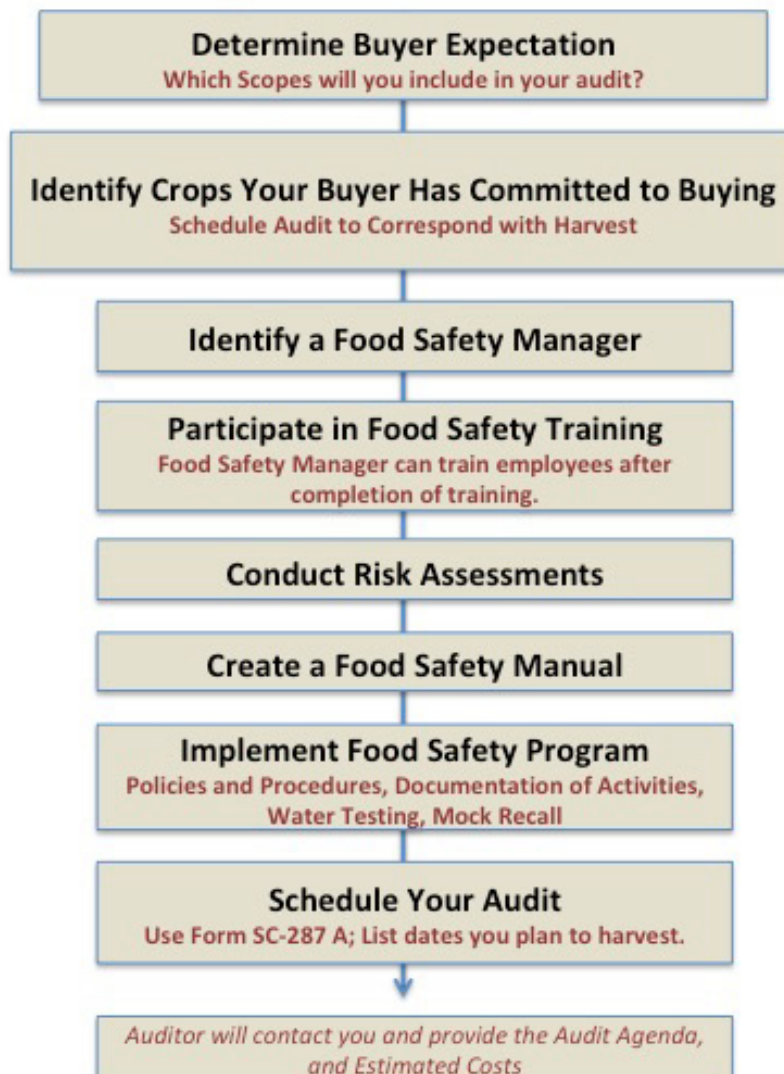 Determine Buyer Expectation
Which Scopes will you include in your audit?
Identify Crops Your Buyer Has Committed to Buying
Schedule Audit to Correspond with Harvest
Identify a Food Safety Manager
Participate in Food Safety Training
Food Safety Manager can train employees after
completion of training.
Conduct Risk Assessments
Create a Food Safety Manual
Implement Food Safety Program
Policies and Procedures, Documentation of Activities,
Water Testing, Mock Recall
Schedule Your Audit
Use Form SC-287 A; List dates you plan to harvest.
Auditor will contact you and provide the Audit Agenda,
and Estimated Costs